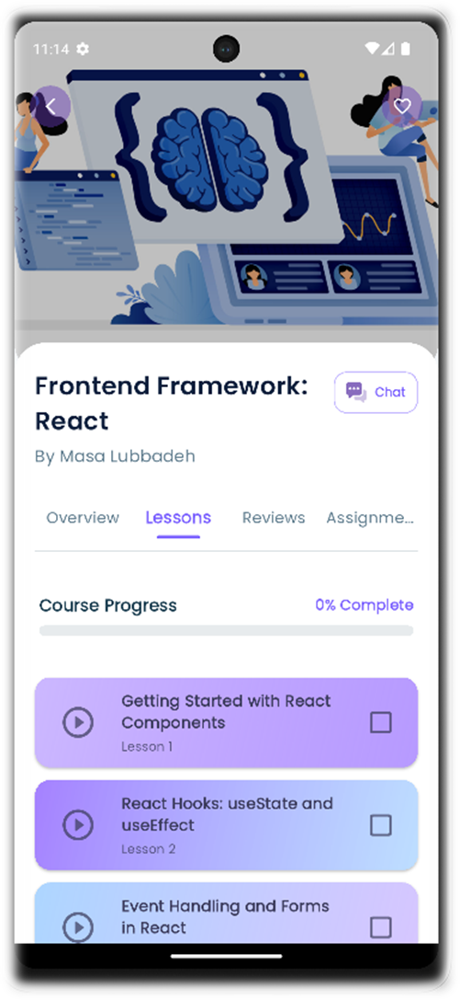 11:14
Frontend Framework:
React
Chat
By Masa Lubbadeh
Overview Lessons Reviews Assignme...
Course Progress 0% Complete
Getting Started with React
Components
Lesson 1
React Hooks: useState and
useEffect
Lesson 2
Event Handling and Forms
in React